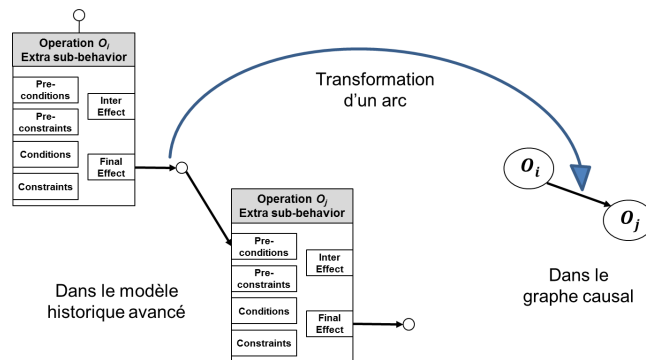 Operation Oi
Extra sub-behavior
Pre-
conditions
Pre-
constraints
Conditions
Constraints
Inter
Effect
Final
Effect
Transformation
d'un arc
Operation Oj
Extra sub-behavior
Pre-
conditions
Pre-
constraints
Conditions
Constraints
Inter
Effect
Final
Effect
Oi
Oj
Dans le modèle
historique avancé
Dans le
graphe causal